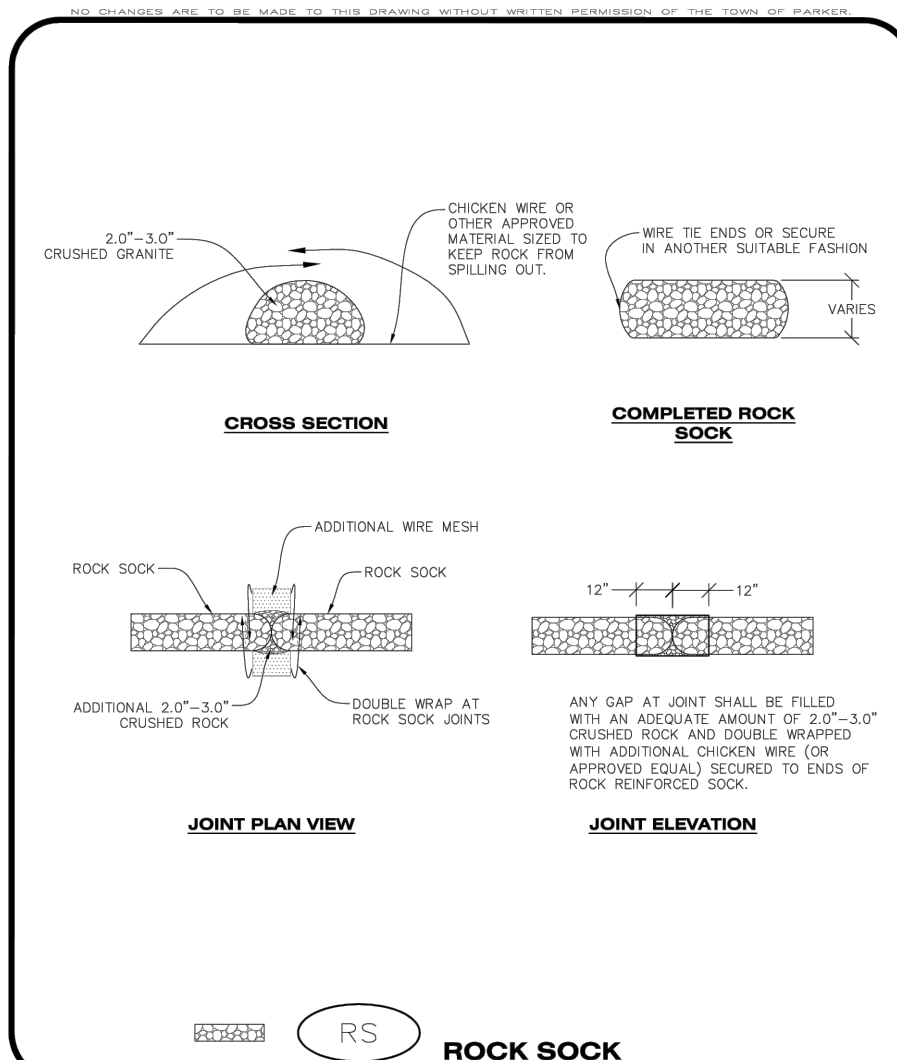 NO CHANGES ARE TO BE MADE TO THIS DRAWING WITHOUT WRITTEN PERMISSION OF THE TOWN OF PARKER.
2.0"–3.0"
CRUSHED GRANITE
CHICKEN WIRE OR
OTHER APPROVED
MATERIAL SIZED TO
KEEP ROCK FROM
SPILLING OUT.
CROSS SECTION
WIRE TIE ENDS OR SECURE
IN ANOTHER SUITABLE FASHION
VARIES
COMPLETED ROCK
SOCK
ADDITIONAL WIRE MESH
ROCK SOCK
ROCK SOCK
ADDITIONAL 2.0"–3.0"
CRUSHED ROCK
DOUBLE WRAP AT
ROCK SOCK JOINTS
JOINT PLAN VIEW
12"
12"
ANY GAP AT JOINT SHALL BE FILLED
WITH AN ADEQUATE AMOUNT OF 2.0"–3.0"
CRUSHED ROCK AND DOUBLE WRAPPED
WITH ADDITIONAL CHICKEN WIRE (OR
APPROVED EQUAL) SECURED TO ENDS OF
ROCK REINFORCED SOCK.
JOINT ELEVATION
RS
ROCK SOCK